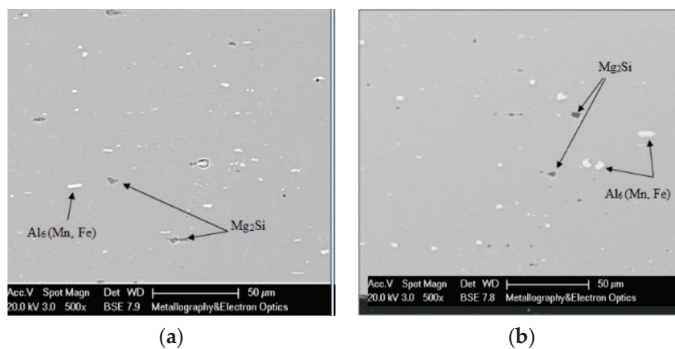 Al₆(Mn, Fe)
Mg₂Si
Acc.V Spot Magn Det WD 50 μm
20.0 kV 3.0 500x BSE 7.9 Metallography&Electron Optics
(a)
Mg₂Si
Al₆(Mn, Fe)
Acc.V Spot Magn Det WD 50 μm
20.0 kV 3.0 500x BSE 7.8 Metallography&Electron Optics
(b)